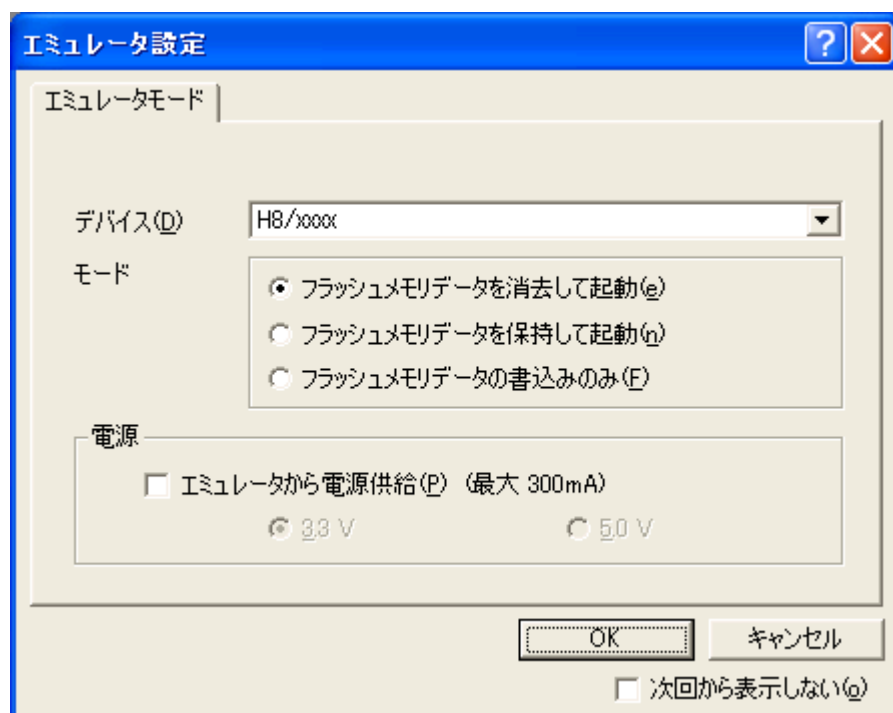 エミュレータ設定
エミュレータモード
デバイス(D) H8/xxxx
モード
フラッシュメモリデータを消去して起動(e)
フラッシュメモリデータを保持して起動(n)
フラッシュメモリデータの書込みのみ(F)
電源
エミュレータから電源供給(P) (最大 300mA)
3.3 V 5.0 V
OK キャンセル
次回から表示しない(o)